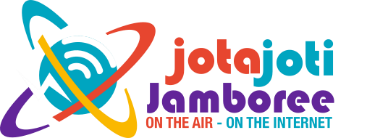 jotajoti
Jamboree
ON THE AIR - ON THE INTERNET